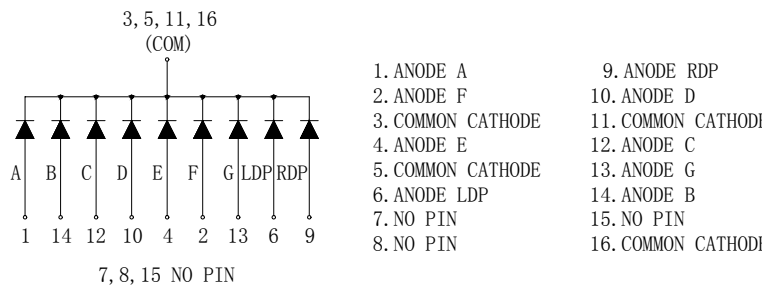 3,5,11,16
(COM)
A B C D E F G LDP RDP
1 14 12 10 4 2 13 6 9
7,8,15 NO PIN
1.ANODE A
2.ANODE F
3.COMMON CATHODE
4.ANODE E
5.COMMON CATHODE
6.ANODE LDP
7.NO PIN
8.NO PIN
9.ANODE RDP
10.ANODE D
11.COMMON CATHODE
12.ANODE C
13.ANODE G
14.ANODE B
15.NO PIN
16.COMMON CATHODE